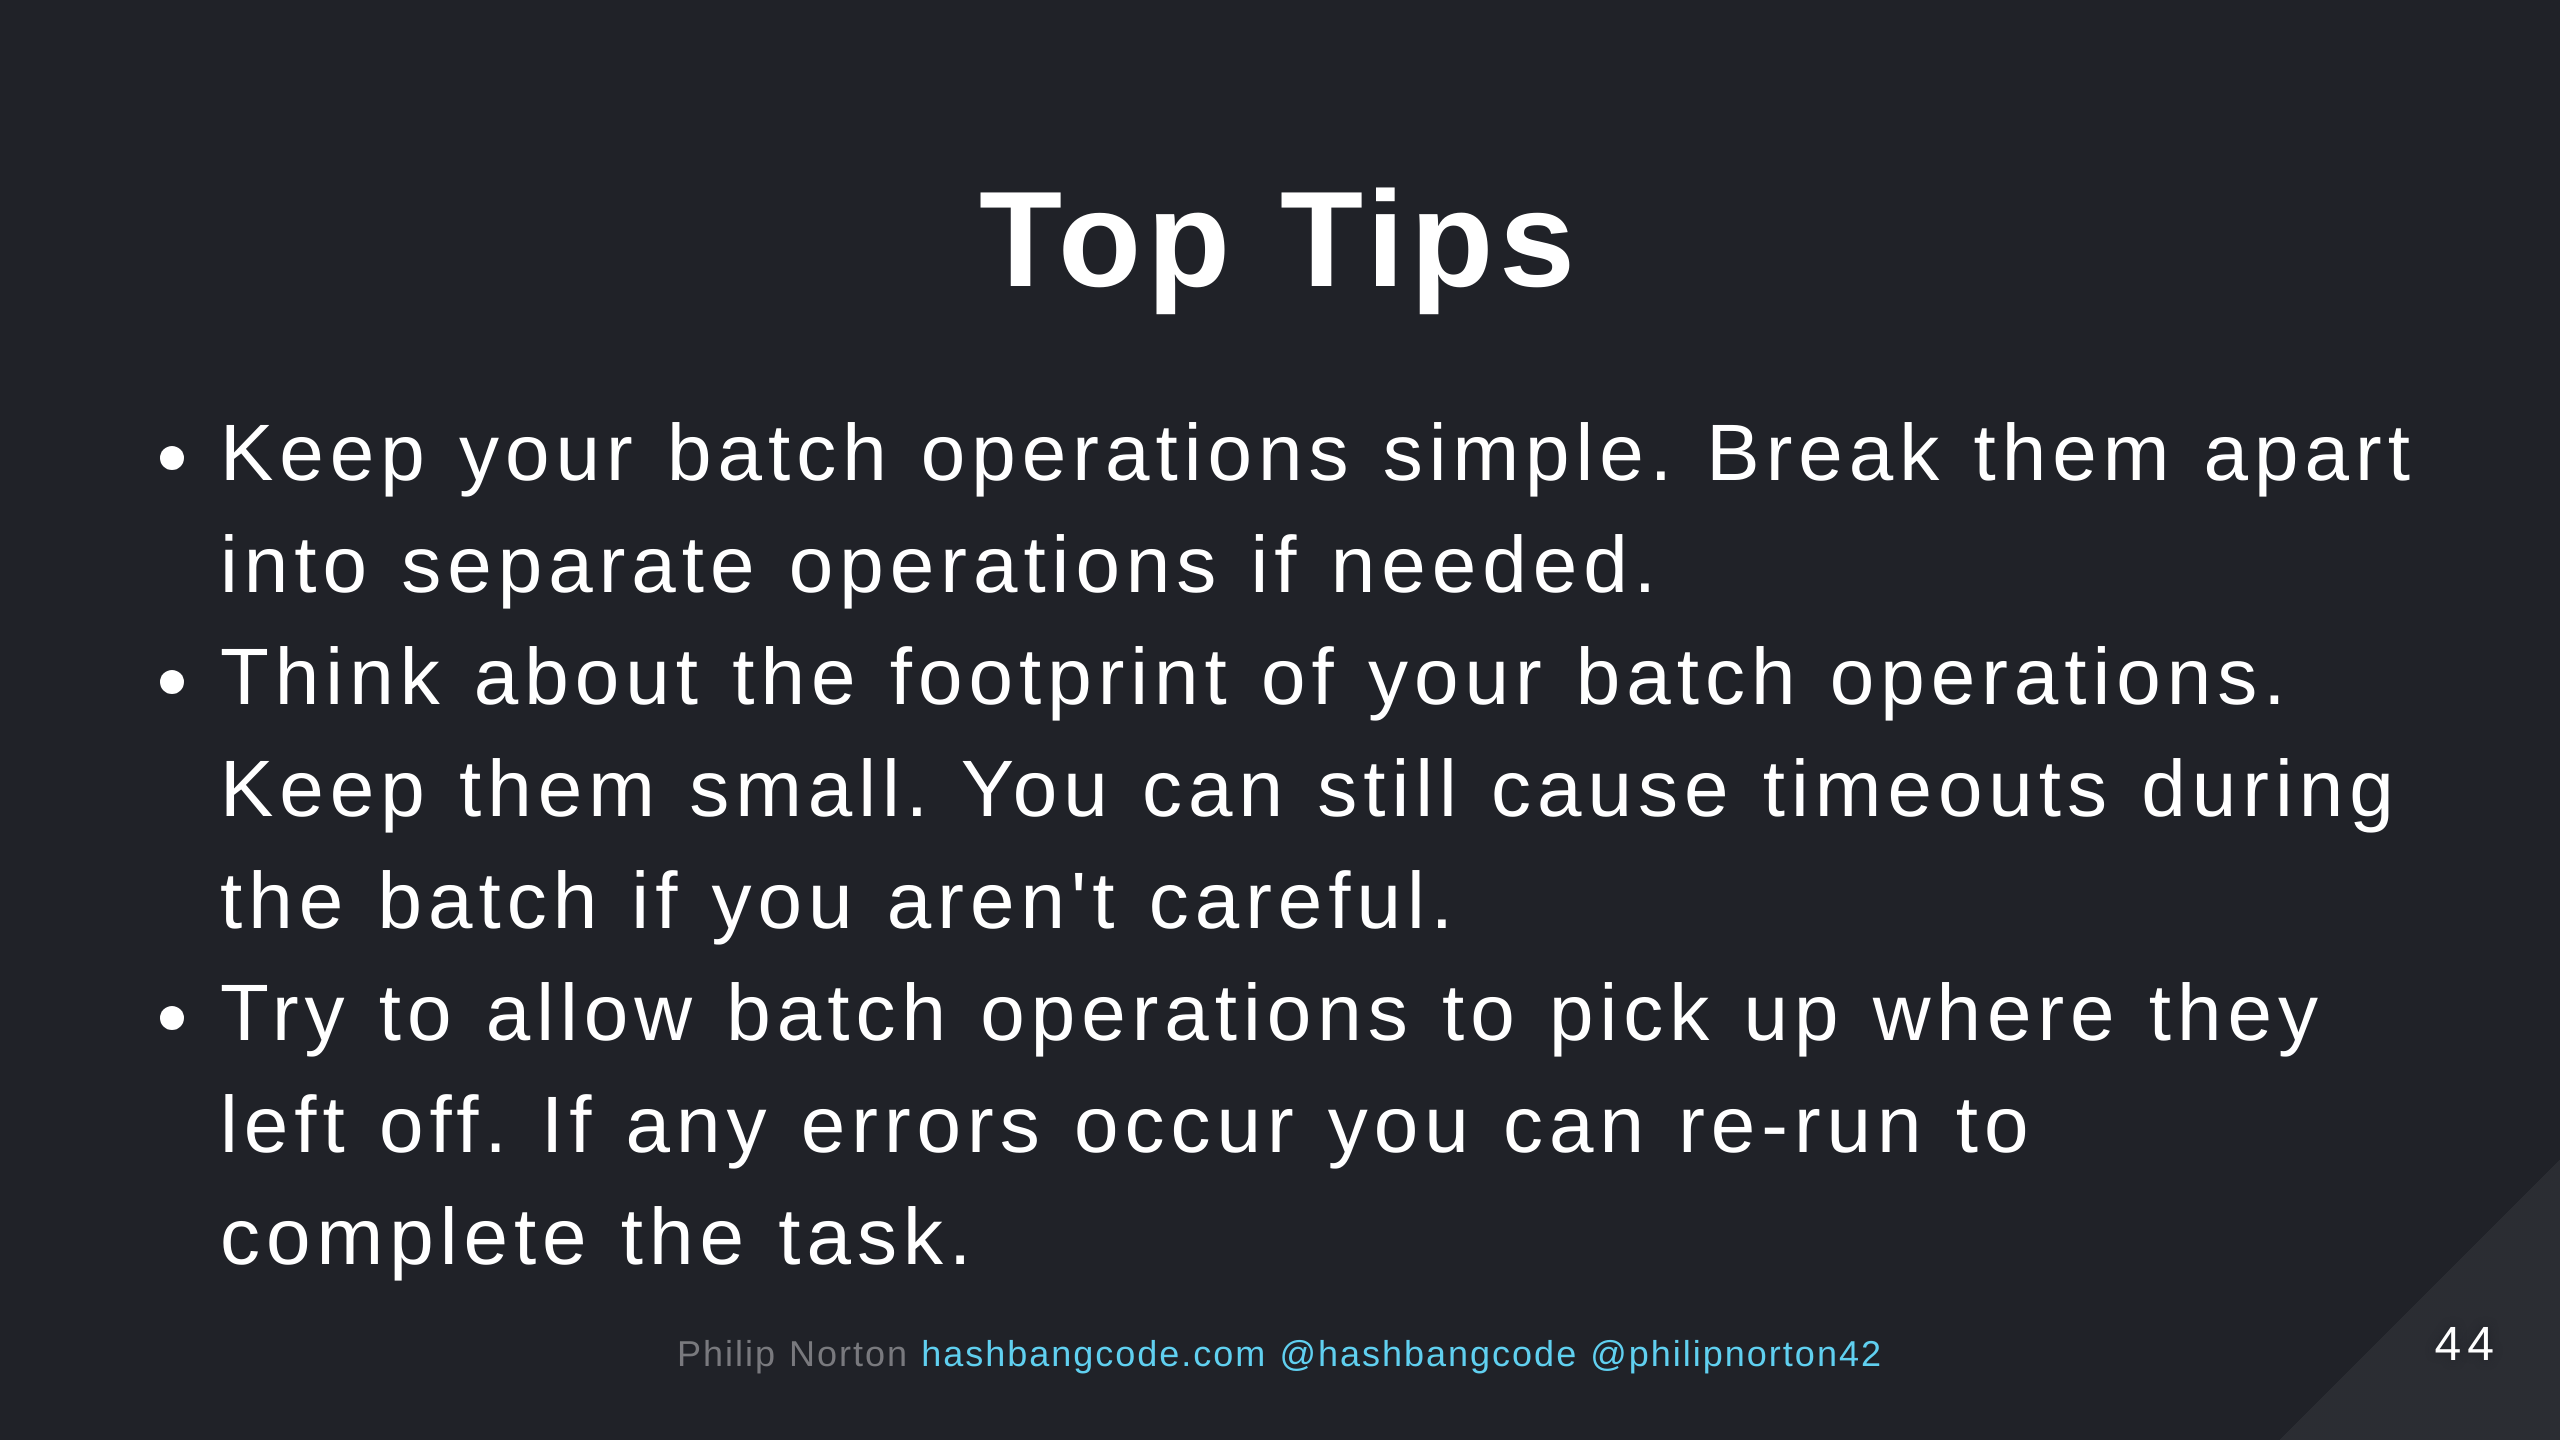 Top Tips
Keep your batch operations simple. Break them apart
into separate operations if needed.
Think about the footprint of your batch operations.
Keep them small. You can still cause timeouts during
the batch if you aren't careful.
Try to allow batch operations to pick up where they
left off. If any errors occur you can re-run to
complete the task.
Philip Norton hashbangcode.com @hashbangcode @philipnorton42
44